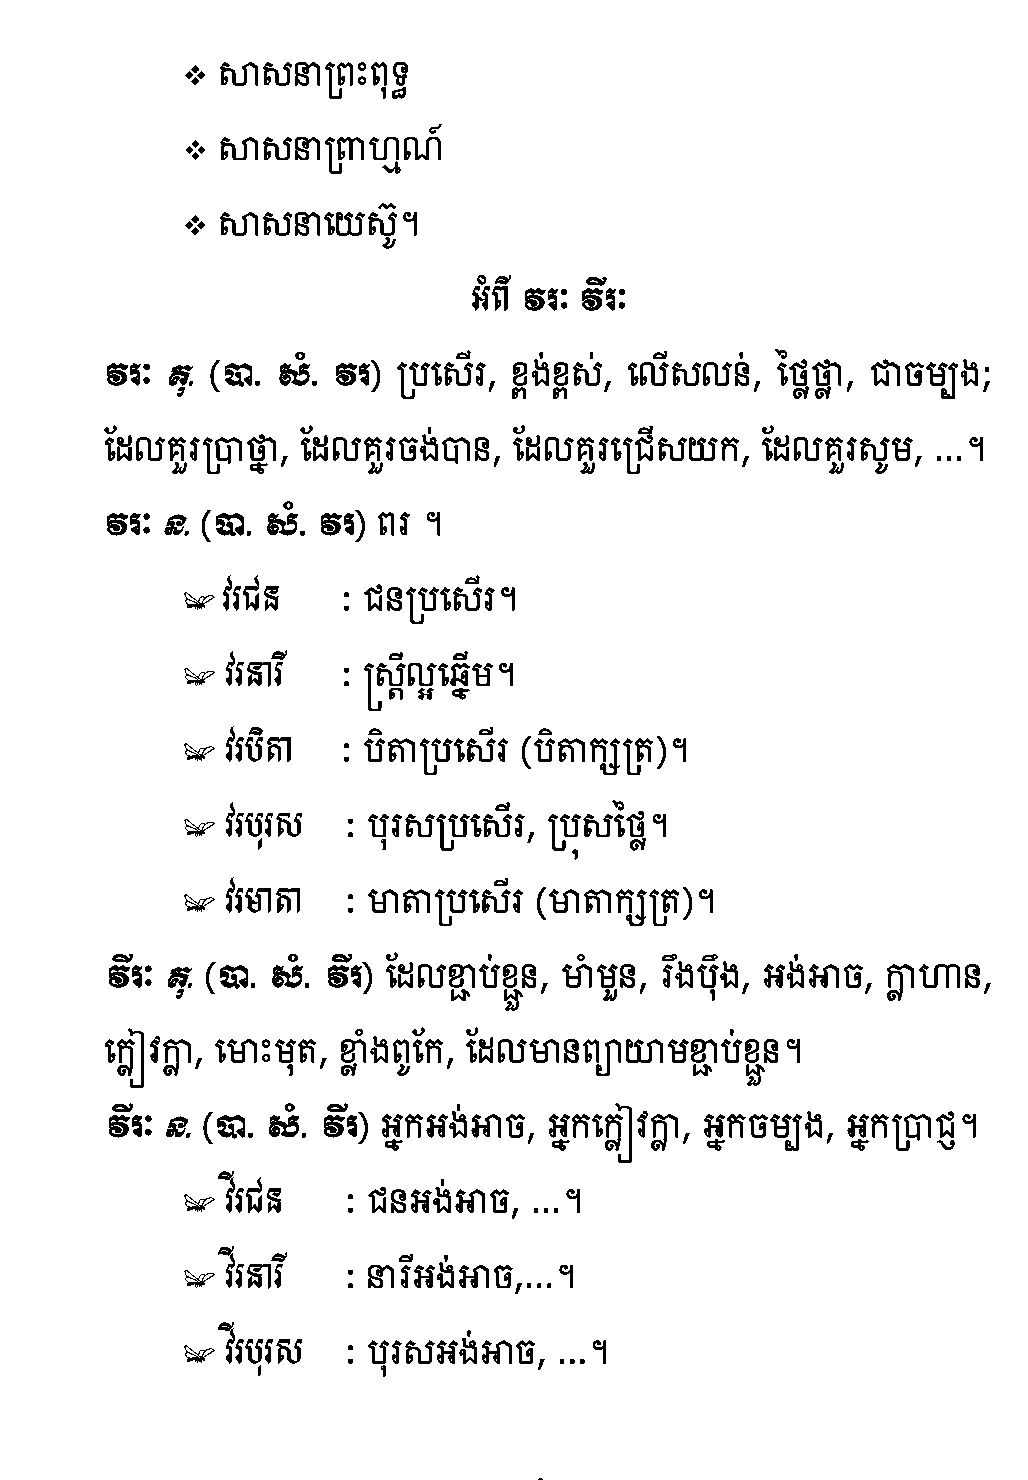 ❖ សាសនាព្រះពុទ្ធ
❖ សាសនាព្រាហ្មណ៍
❖ សាសនាយេស៊ូ។
អំពី វរៈ វីរៈ
វរៈ គុ. (បា. សំ. វរ) ប្រសើរ, ខ្ពង់ខ្ពស់, លើសលន់, ថ្លៃថ្លា, ជាចម្បង;
ដែលគួរប្រាថ្នា, ដែលគួរចង់បាន, ដែលគួរជ្រើសយក, ដែលគួរសូម, ...។
វរៈ ន. (បា. សំ. វរ) ពរ ។
វរជន : ជនប្រសើរ។
វរនារី : ស្ត្រីល្អឆ្នើម។
វរបិតា : បិតាប្រសើរ (បិតាក្សត្រ)។
វរបុរស : បុរសប្រសើរ, ប្រុសថ្លៃ។
វរមាតា : មាតាប្រសើរ (មាតាក្សត្រ)។
វីរៈ គុ. (បា. សំ. វីរ) ដែលខ្ជាប់ខ្ជួន, មាំមួន, រឹងប៉ឹង, អង់អាច, ក្លាហាន,
ក្លៀវក្លា, មោះមុត, ខ្លាំងពូកែ, ដែលមានព្យាយាមខ្ជាប់ខ្ជួន។
វីរៈ ន. (បា. សំ. វីរ) អ្នកអង់អាច, អ្នកក្លៀវក្លា, អ្នកចម្បង, អ្នកប្រាជ្ញ។
វីរជន : ជនអង់អាច, ...។
វីរនារី : នារីអង់អាច,...។
វីរបុរស : បុរសអង់អាច, ...។